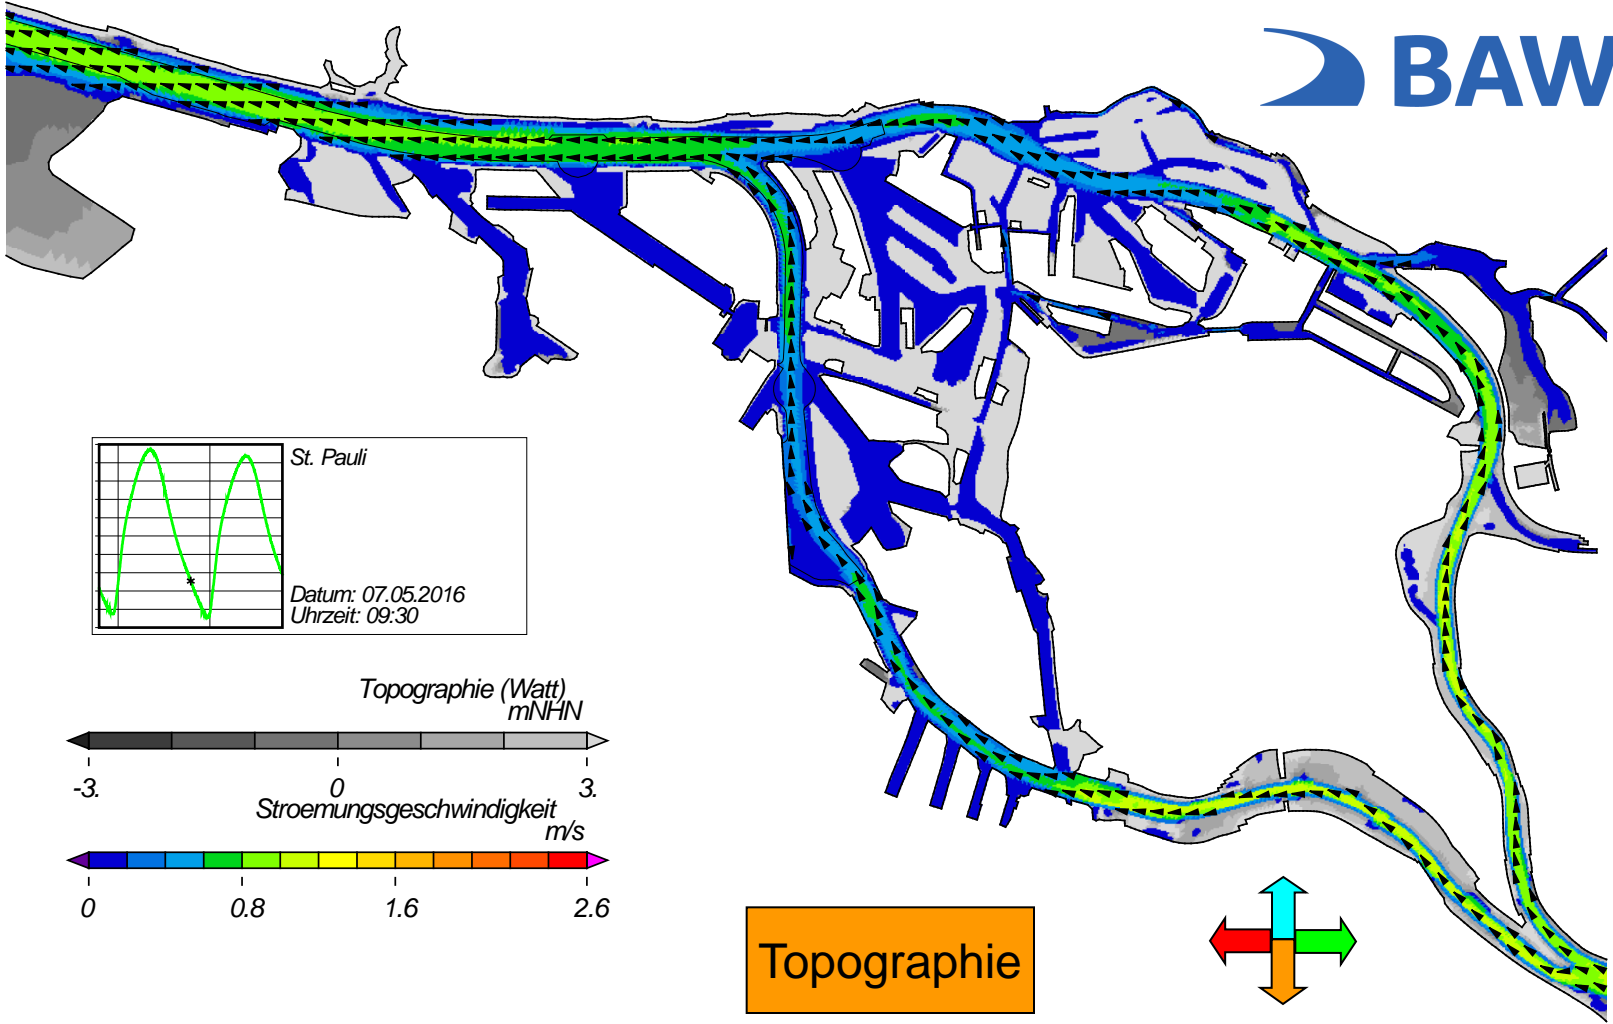 BAW
St. Pauli
Datum: 07.05.2016
Uhrzeit: 09:30
Topographie (Watt)
mNHN
-3. 0 3.
Stroemungsgeschwindigkeit
m/s
0 0.8 1.6 2.6
Topographie